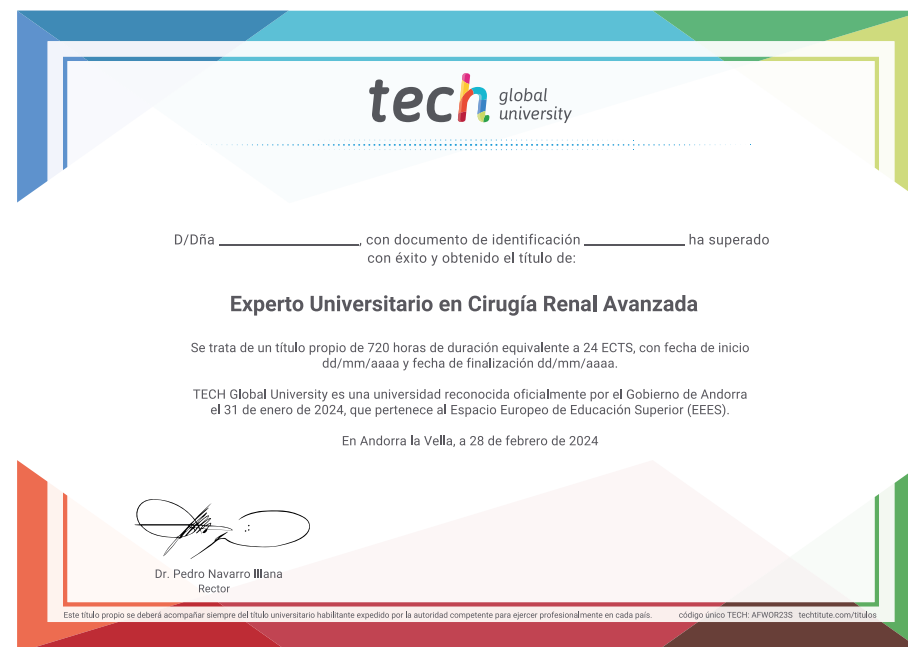 tech global university
D/Dña ____________________, con documento de identificación ______________ ha superado
con éxito y obtenido el título de:
Experto Universitario en Cirugía Renal Avanzada
Se trata de un título propio de 720 horas de duración equivalente a 24 ECTS, con fecha de inicio
dd/mm/aaaa y fecha de finalización dd/mm/aaaa.
TECH Global University es una universidad reconocida oficialmente por el Gobierno de Andorra
el 31 de enero de 2024, que pertenece al Espacio Europeo de Educación Superior (EEES).
En Andorra la Vella, a 28 de febrero de 2024
Dr. Pedro Navarro Illana
Rector
Este título propio se deberá acompañar siempre del título universitario habilitante expedido por la autoridad competente para ejercer profesionalmente en cada país. código único TECH: AFWOR23S techtitute.com/titulos